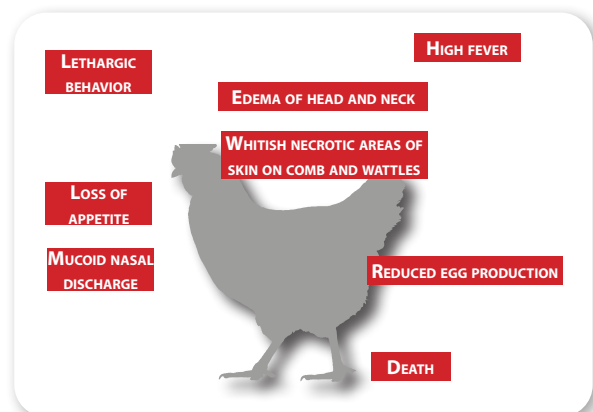 High fever
Lethargic
behavior
Edema of head and neck
Whitish necrotic areas of
skin on comb and wattles
Loss of
appetite
Mucoid nasal
discharge
Reduced egg production
Death